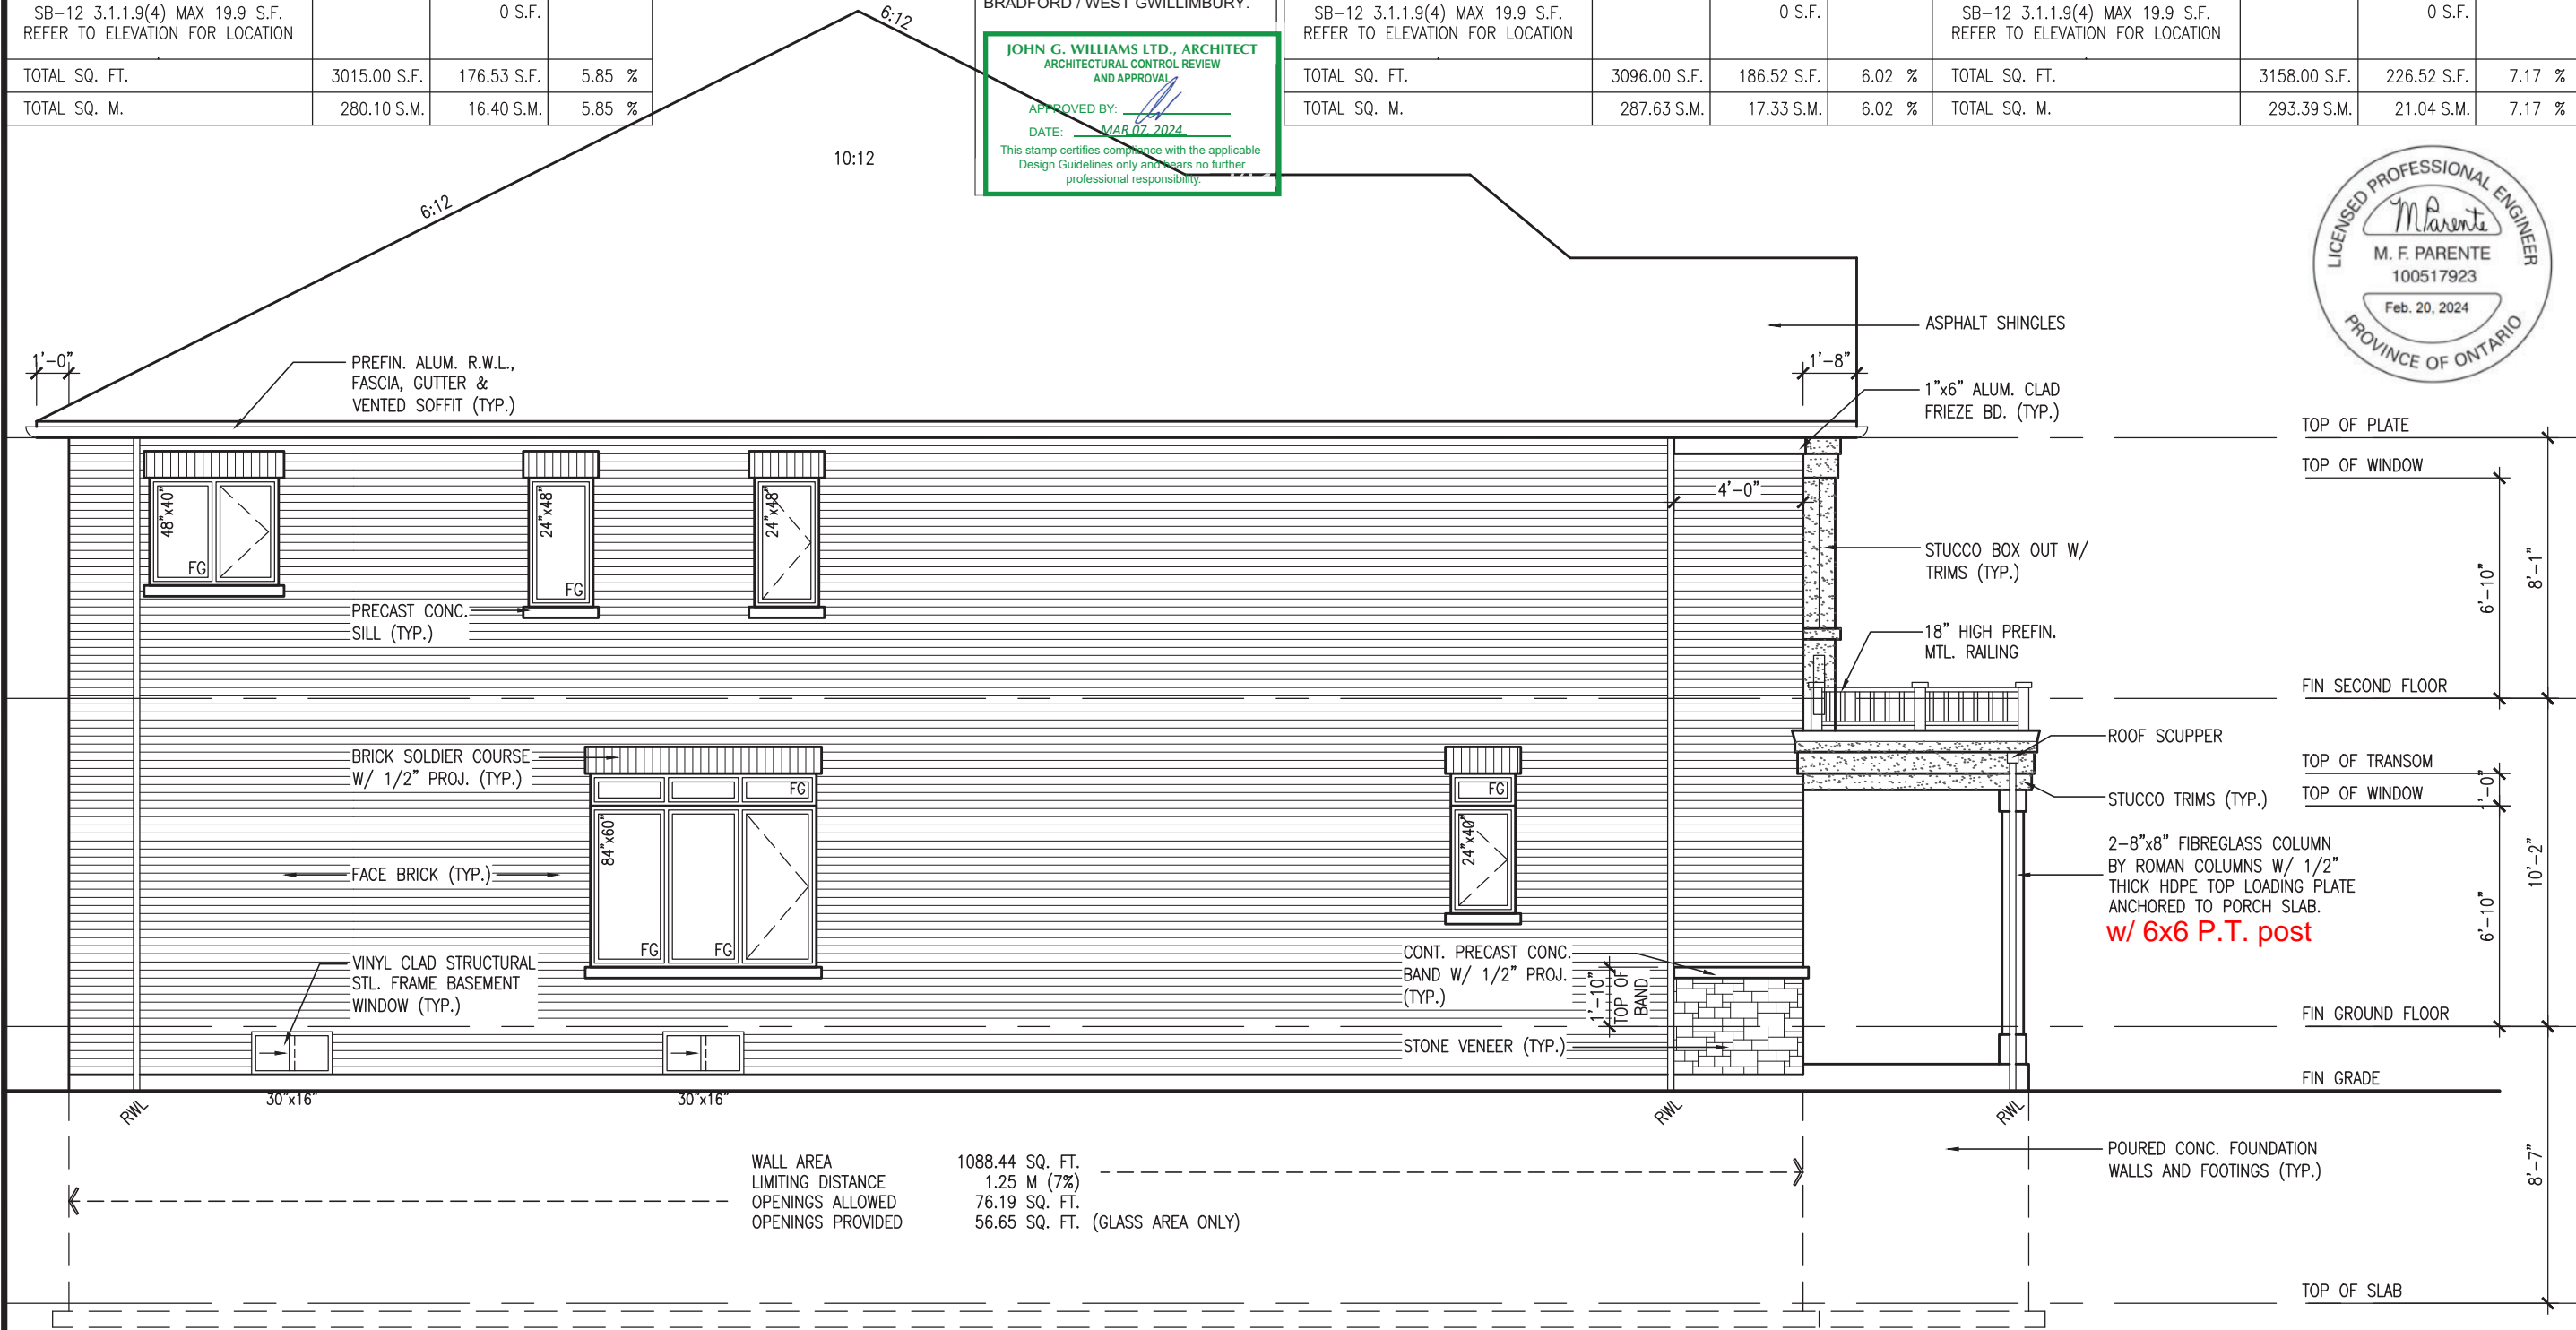 SB-12 3.1.1.9(4) MAX 19.9 S.F.
REFER TO ELEVATION FOR LOCATION
0 S.F.
TOTAL SQ. FT. 3015.00 S.F. 176.53 S.F. 5.85 %
TOTAL SQ. M. 280.10 S.M. 16.40 S.M. 5.85 %
BRADFORD / WEST GWILLIMBURY.
JOHN G. WILLIAMS LTD., ARCHITECT
ARCHITECTURAL CONTROL REVIEW
AND APPROVAL
APPROVED BY:
DATE: MAR 07, 2024
This stamp certifies compliance with the applicable
Design Guidelines only and bears no further
professional responsibility.
SB-12 3.1.1.9(4) MAX 19.9 S.F.
REFER TO ELEVATION FOR LOCATION
0 S.F.
TOTAL SQ. FT. 3096.00 S.F. 186.52 S.F. 6.02 %
TOTAL SQ. M. 287.63 S.M. 17.33 S.M. 6.02 %
SB-12 3.1.1.9(4) MAX 19.9 S.F.
REFER TO ELEVATION FOR LOCATION
0 S.F.
TOTAL SQ. FT. 3158.00 S.F. 226.52 S.F. 7.17 %
TOTAL SQ. M. 293.39 S.M. 21.04 S.M. 7.17 %
LICENSED PROFESSIONAL ENGINEER
M Parente
M. F. PARENTE
100517923
Feb. 20, 2024
PROVINCE OF ONTARIO
6:12
10:12
6:12
1'-0"
PREFIN. ALUM. R.W.L.,
FASCIA, GUTTER &
VENTED SOFFIT (TYP.)
ASPHALT SHINGLES
1'-8"
1"x6" ALUM. CLAD
FRIEZE BD. (TYP.)
TOP OF PLATE
TOP OF WINDOW
48"x40"
FG
24"x48"
FG
24"x48"
4'-0"
STUCCO BOX OUT W/
TRIMS (TYP.)
6'-10"
8'-1"
PRECAST CONC.
SILL (TYP.)
18" HIGH PREFIN.
MTL. RAILING
FIN SECOND FLOOR
BRICK SOLDIER COURSE
W/ 1/2" PROJ. (TYP.)
FG
84"x60"
FG
FG
FG
24"x40"
ROOF SCUPPER
TOP OF TRANSOM
TOP OF WINDOW
1'-0"
STUCCO TRIMS (TYP.)
2-8"x8" FIBREGLASS COLUMN
BY ROMAN COLUMNS W/ 1/2"
THICK HDPE TOP LOADING PLATE
ANCHORED TO PORCH SLAB.
w/ 6x6 P.T. post
6'-10"
10'-2"
FACE BRICK (TYP.)
VINYL CLAD STRUCTURAL
STL. FRAME BASEMENT
WINDOW (TYP.)
CONT. PRECAST CONC.
BAND W/ 1/2" PROJ.
(TYP.)
1'-10"
TOP OF
BAND
STONE VENEER (TYP.)
FIN GROUND FLOOR
FIN GRADE
RWL
30"x16"
30"x16"
RWL
RWL
POURED CONC. FOUNDATION
WALLS AND FOOTINGS (TYP.)
8'-7"
WALL AREA 1088.44 SQ. FT.
LIMITING DISTANCE 1.25 M (7%)
OPENINGS ALLOWED 76.19 SQ. FT.
OPENINGS PROVIDED 56.65 SQ. FT. (GLASS AREA ONLY)
TOP OF SLAB